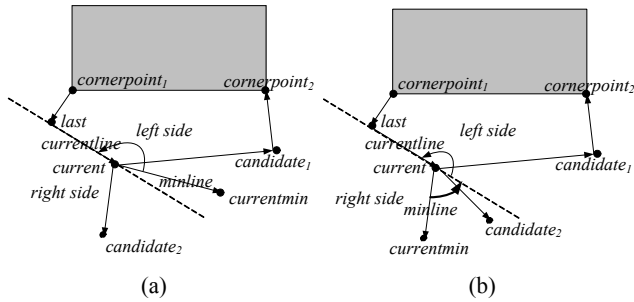 cornerpoint1
cornerpoint2
last
currentline
left side
current
candidate1
right side
minline
currentmin
candidate2
(a)
cornerpoint1
cornerpoint2
last
currentline
left side
current
candidate1
right side
minline
candidate2
currentmin
(b)